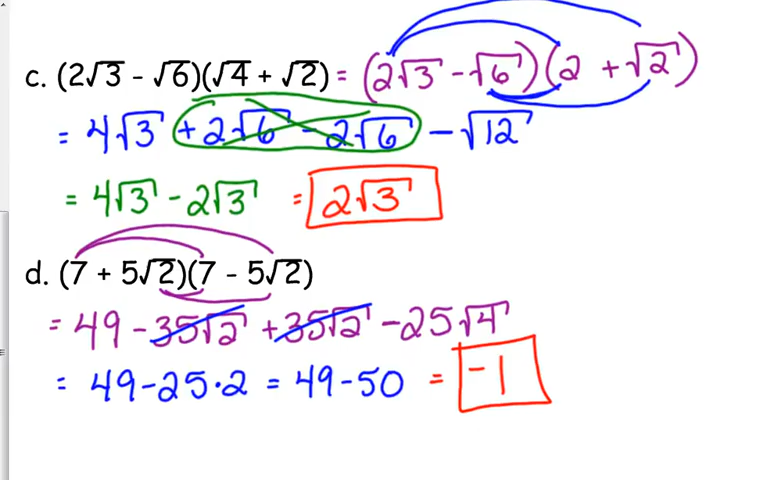 c. (2√3 - √6)(√4 + √2) = (2√3 - √6)(2 + √2)
= 4√3 + 2√6 - 2√6 - √12
= 4√3 - 2√3 = 2√3
d. (7 + 5√2)(7 - 5√2)
= 49 - 35√2 + 35√2 - 25√4
= 49 - 25·2 = 49 - 50 = -1